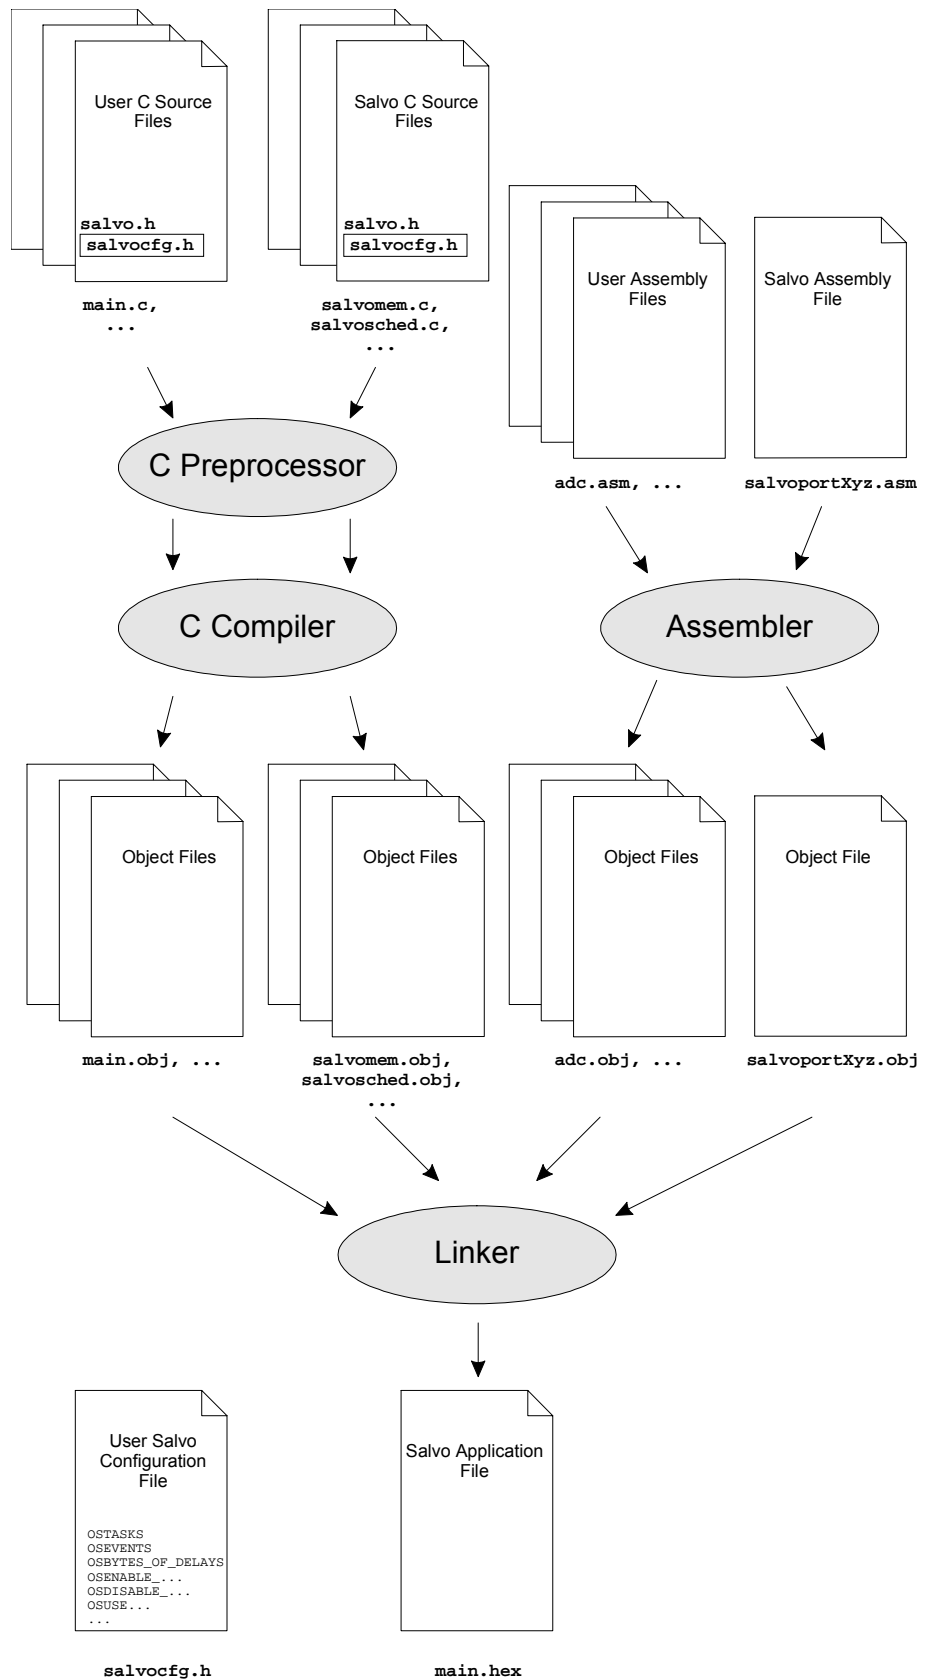 User C Source
Files
salvo.h
salvocfg.h
main.c,
...
Salvo C Source
Files
salvo.h
salvocfg.h
salvomem.c,
salvosched.c,
...
User Assembly
Files
adc.asm, ...
Salvo Assembly
File
salvoportXyz.asm
C Preprocessor
C Compiler
Assembler
Object Files
main.obj, ...
Object Files
salvomem.obj,
salvosched.obj,
...
Object Files
adc.obj, ...
Object File
salvoportXyz.obj
Linker
User Salvo
Configuration
File
OSTASKS
OSEVENTS
OSBYTES_OF_DELAYS
OSENABLE_...
OSDISABLE_...
OSUSE...
...
salvocfg.h
Salvo Application
File
main.hex